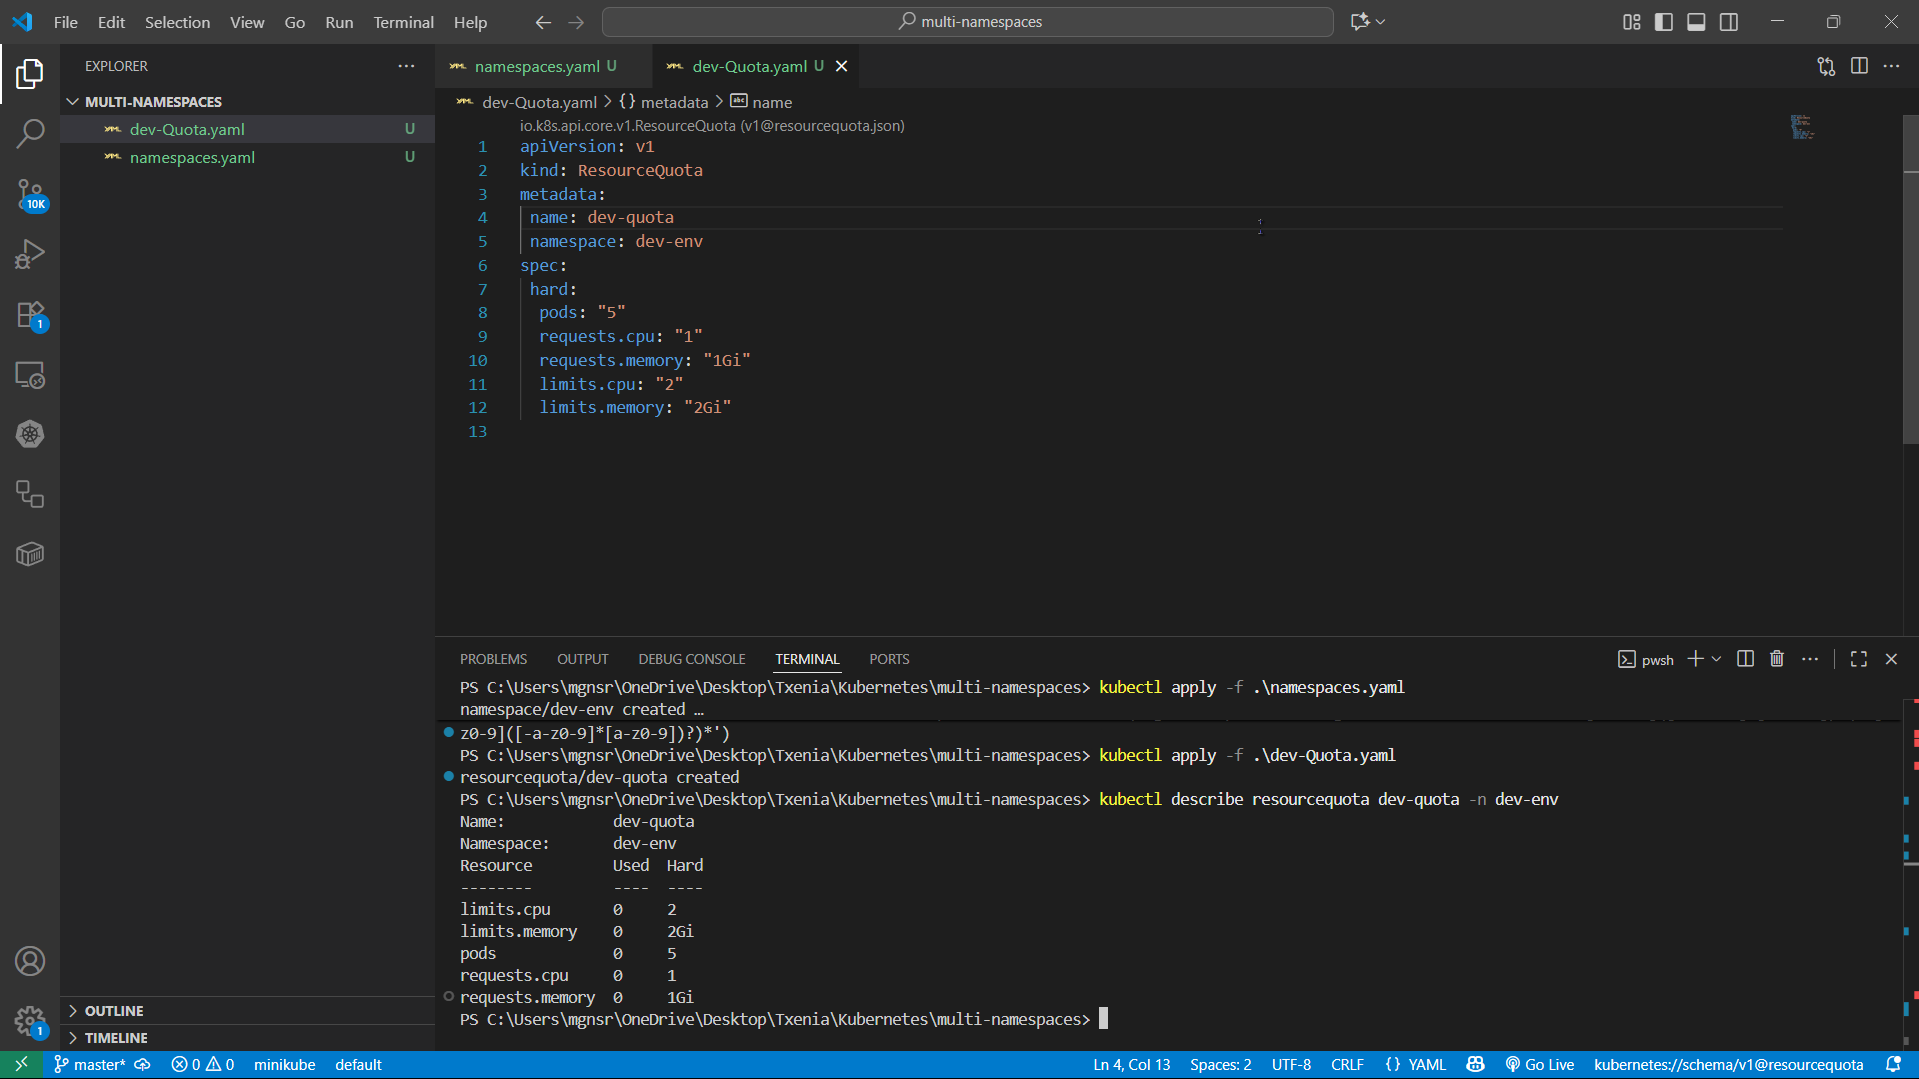 File Edit Selection View Go Run Terminal Help
multi-namespaces
EXPLORER
MULTI-NAMESPACES
dev-Quota.yaml U
namespaces.yaml U
10K
1
1
OUTLINE
TIMELINE
namespaces.yaml U
dev-Quota.yaml U
dev-Quota.yaml > {} metadata > abc name
io.k8s.api.core.v1.ResourceQuota (v1@resourcequota.json)
1 apiVersion: v1
2 kind: ResourceQuota
3 metadata:
4 name: dev-quota
5 namespace: dev-env
6 spec:
7 hard:
8 pods: "5"
9 requests.cpu: "1"
10 requests.memory: "1Gi"
11 limits.cpu: "2"
12 limits.memory: "2Gi"
13
PROBLEMS OUTPUT DEBUG CONSOLE TERMINAL PORTS
pwsh
PS C:\Users\mgnsr\OneDrive\Desktop\Txenia\Kubernetes\multi-namespaces> kubectl apply -f .\namespaces.yaml
namespace/dev-env created …
z0-9]([-a-z0-9]*[a-z0-9])?)*')
PS C:\Users\mgnsr\OneDrive\Desktop\Txenia\Kubernetes\multi-namespaces> kubectl apply -f .\dev-Quota.yaml
resourcequota/dev-quota created
PS C:\Users\mgnsr\OneDrive\Desktop\Txenia\Kubernetes\multi-namespaces> kubectl describe resourcequota dev-quota -n dev-env
Name: dev-quota
Namespace: dev-env
Resource Used Hard
-------- ---- ----
limits.cpu 0 2
limits.memory 0 2Gi
pods 0 5
requests.cpu 0 1
requests.memory 0 1Gi
PS C:\Users\mgnsr\OneDrive\Desktop\Txenia\Kubernetes\multi-namespaces>
master* 0 0 minikube default Ln 4, Col 13 Spaces: 2 UTF-8 CRLF {} YAML Go Live kubernetes://schema/v1@resourcequota